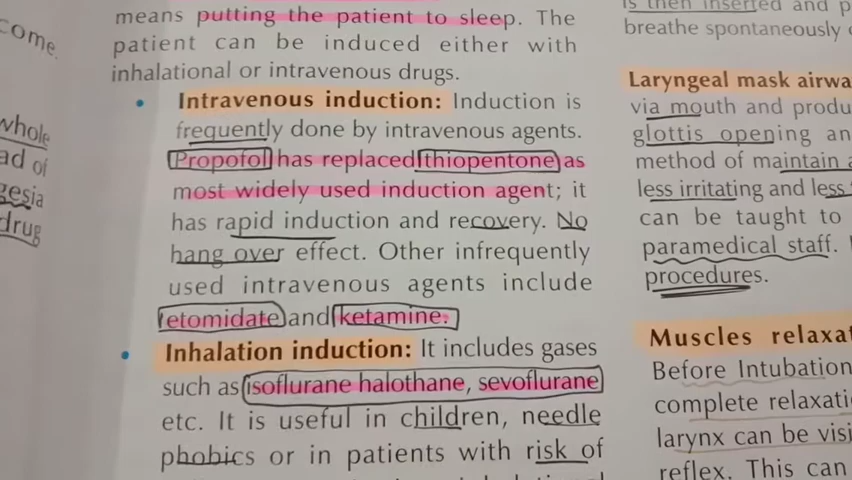 come.
whole
ad of
gesia
drug
means putting the patient to sleep. The
patient can be induced either with
inhalational or intravenous drugs.
• Intravenous induction: Induction is
frequently done by intravenous agents.
Propofol has replaced thiopentone as
most widely used induction agent; it
has rapid induction and recovery. No
hang over effect. Other infrequently
used intravenous agents include
etomidate and ketamine.
• Inhalation induction: It includes gases
such as isoflurane halothane, sevoflurane
etc. It is useful in children, needle
phobics or in patients with risk of
is then inserted and p
breathe spontaneously
Laryngeal mask airwa
via mouth and produ
glottis opening an
method of maintain a
less irritating and less
can be taught to
paramedical staff.
procedures.
Muscles relaxa
Before Intubation
complete relaxati
larynx can be visi
reflex. This can